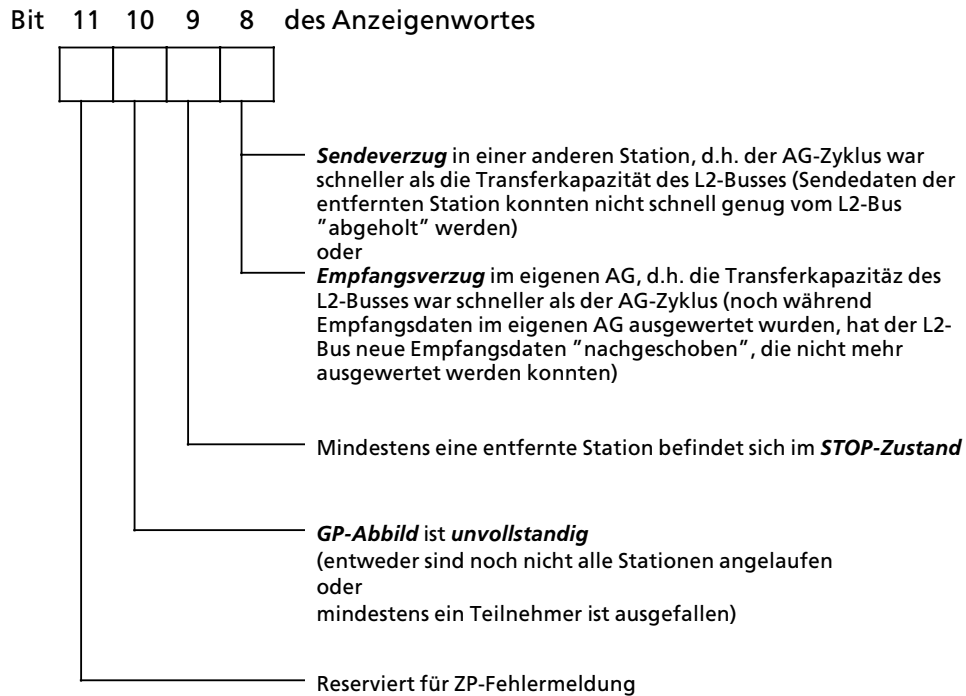 Bit 11 10 9 8 des Anzeigenwortes
Sendeverzug in einer anderen Station, d.h. der AG-Zyklus war
schneller als die Transferkapazität des L2-Busses (Sendedaten der
entfernten Station konnten nicht schnell genug vom L2-Bus
"abgeholt" werden)
oder
Empfangsverzug im eigenen AG, d.h. die Transferkapazitäz des
L2-Busses war schneller als der AG-Zyklus (noch während
Empfangsdaten im eigenen AG ausgewertet wurden, hat der L2-
Bus neue Empfangsdaten "nachgeschoben", die nicht mehr
ausgewertet werden konnten)
Mindestens eine entfernte Station befindet sich im STOP-Zustand
GP-Abbild ist unvollstandig
(entweder sind noch nicht alle Stationen angelaufen
oder
mindestens ein Teilnehmer ist ausgefallen)
Reserviert für ZP-Fehlermeldung